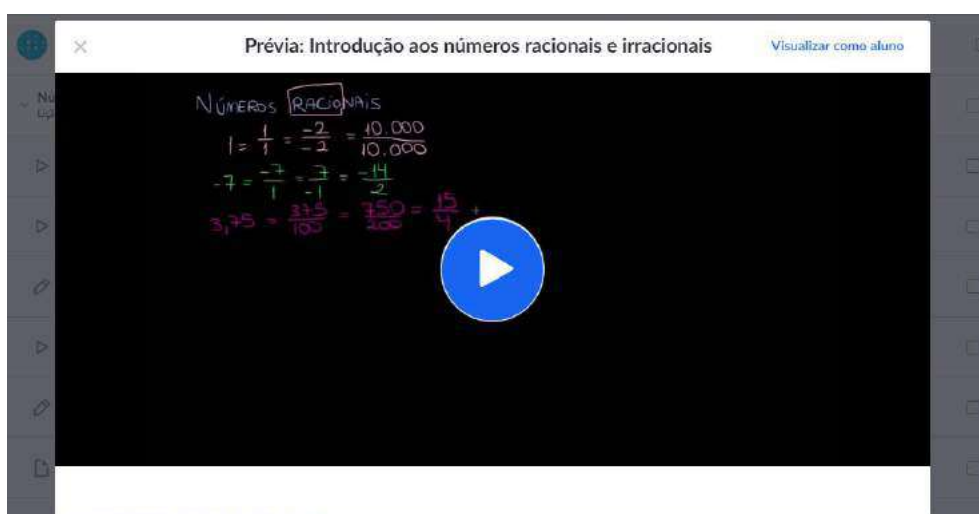 Prévia: Introdução aos números racionais e irracionais
Visualizar como aluno
Nú
NÚMEROS RACIONAIS
1 = 1/1 = -2/-2 = 10.000/10.000
-7 = -7/1 = 7/-1 = -14/2
3,75 = 375/100 = 750/200 = 15/4